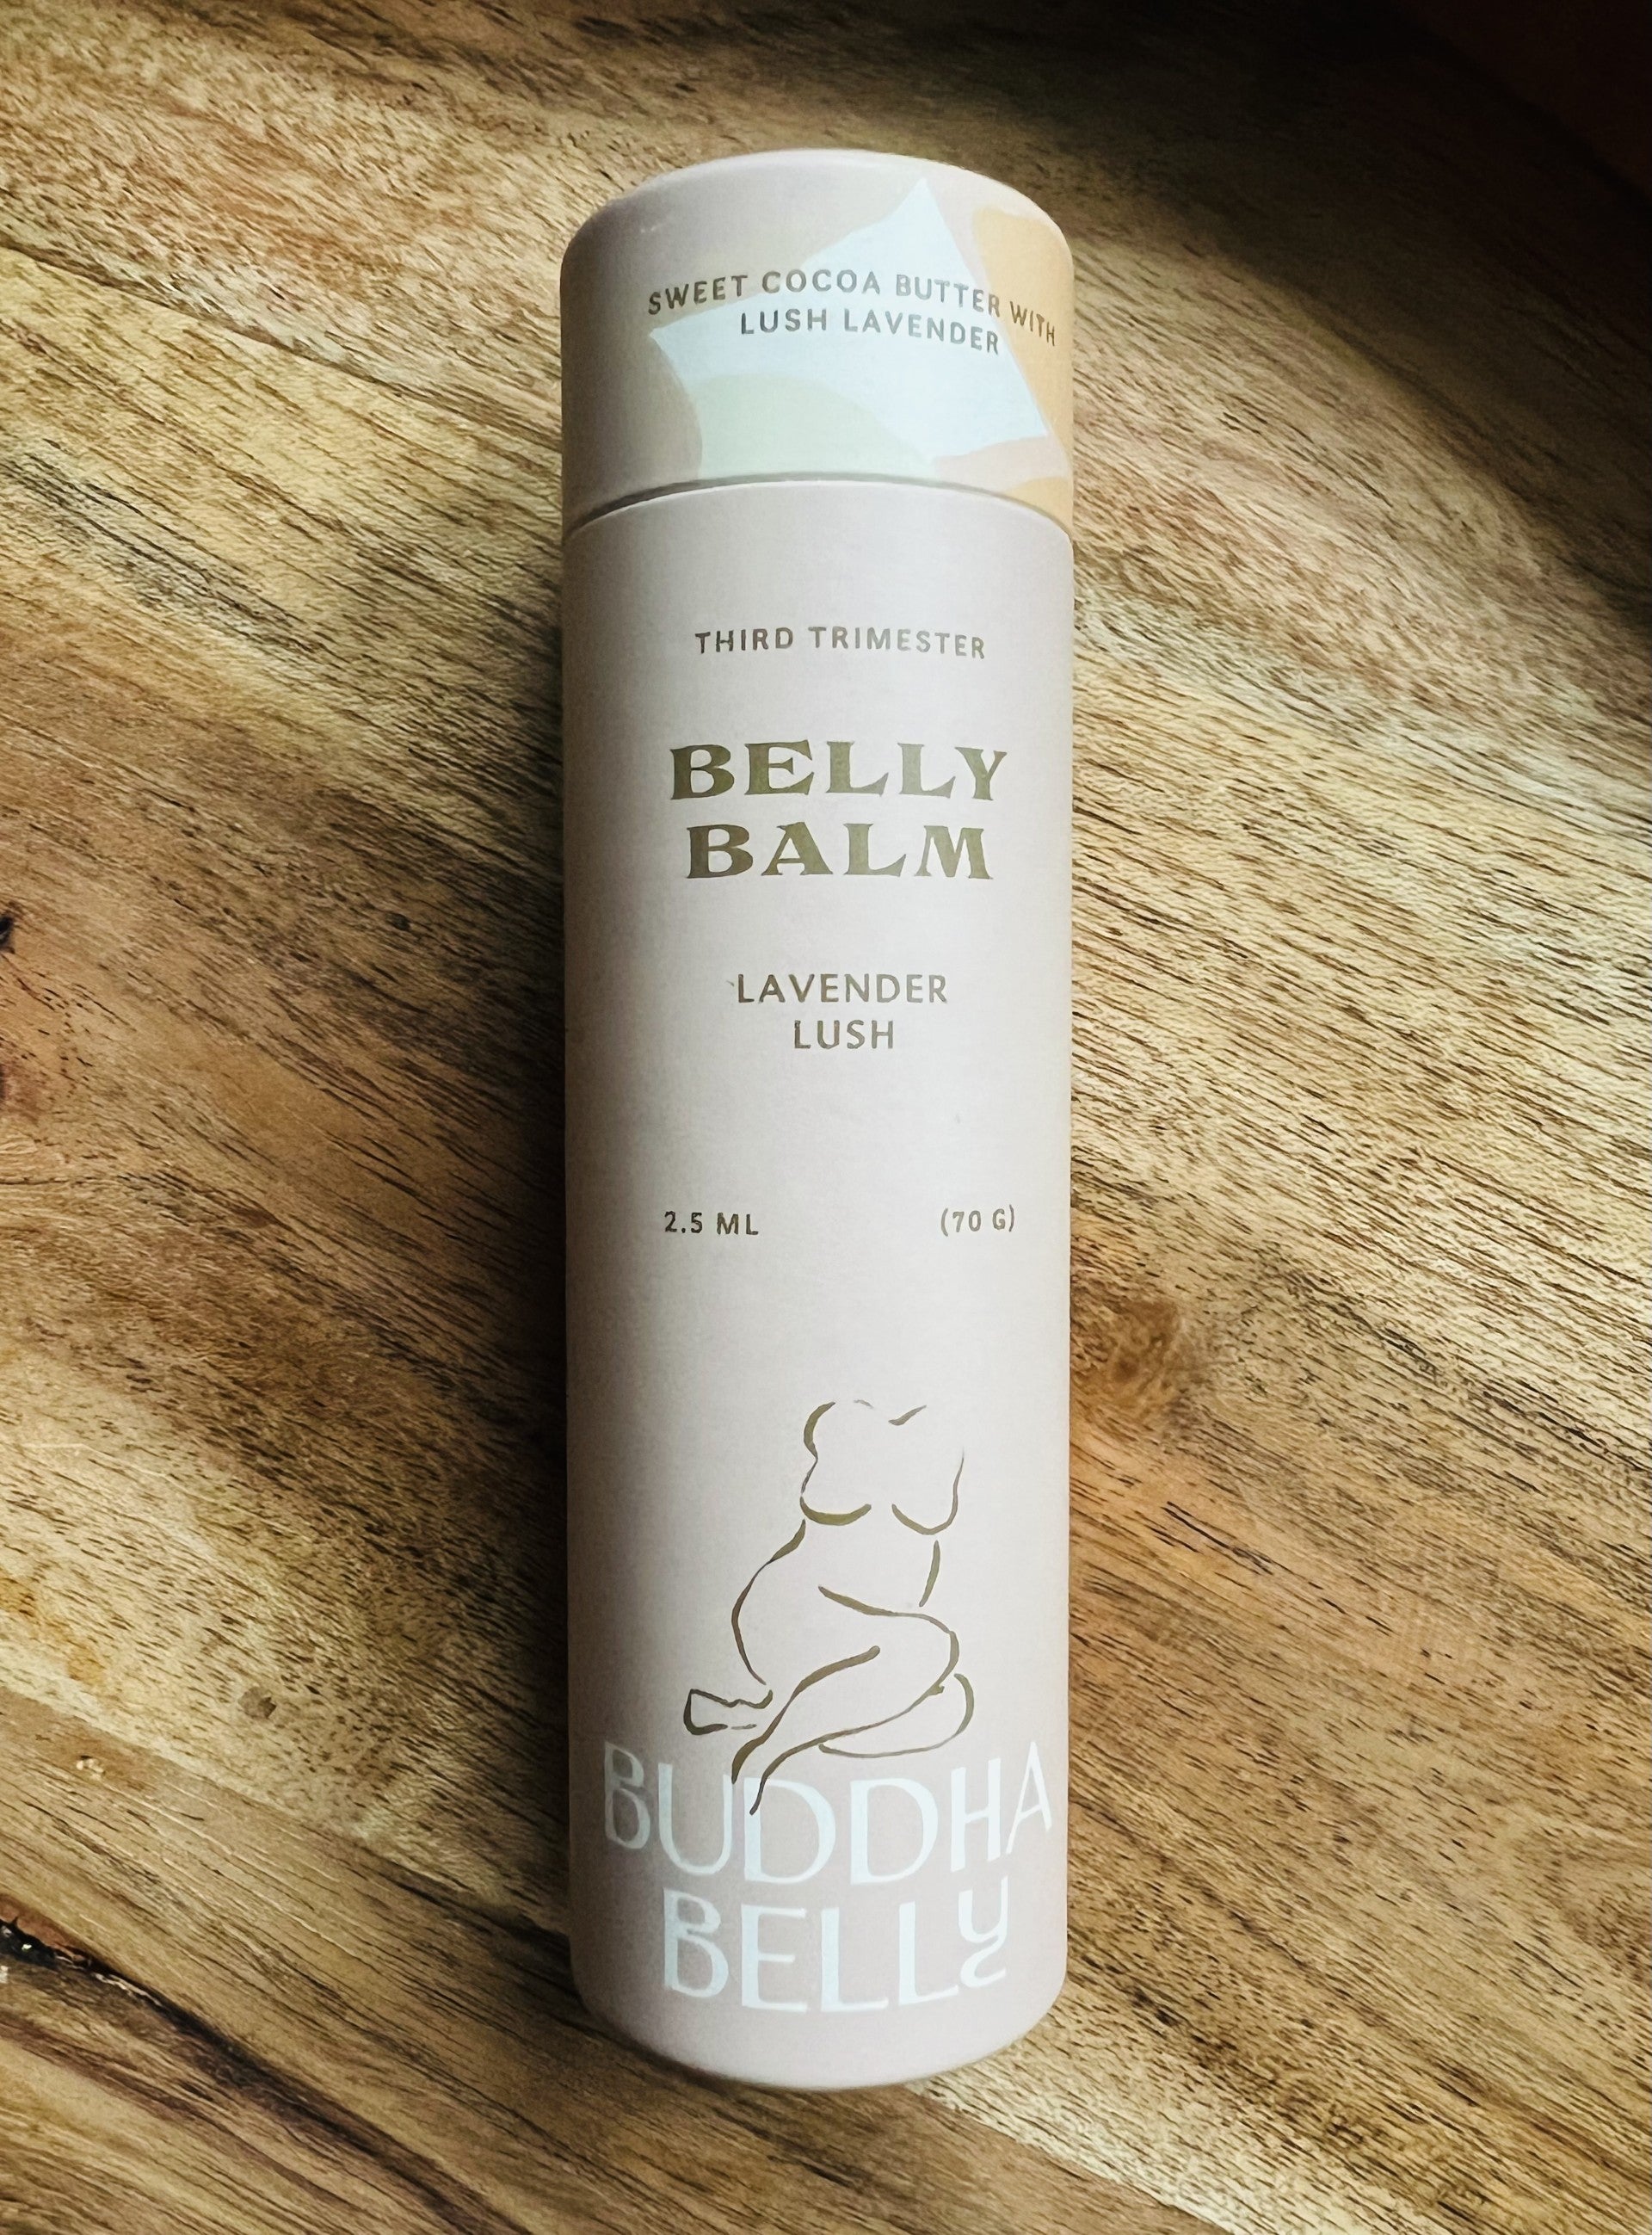 SWEET COCOA BUTTER WITH
LUSH LAVENDER
THIRD TRIMESTER
BELLY
BALM
LAVENDER
LUSH
2.5 ML (70 G)
BUDDHA
BELLY